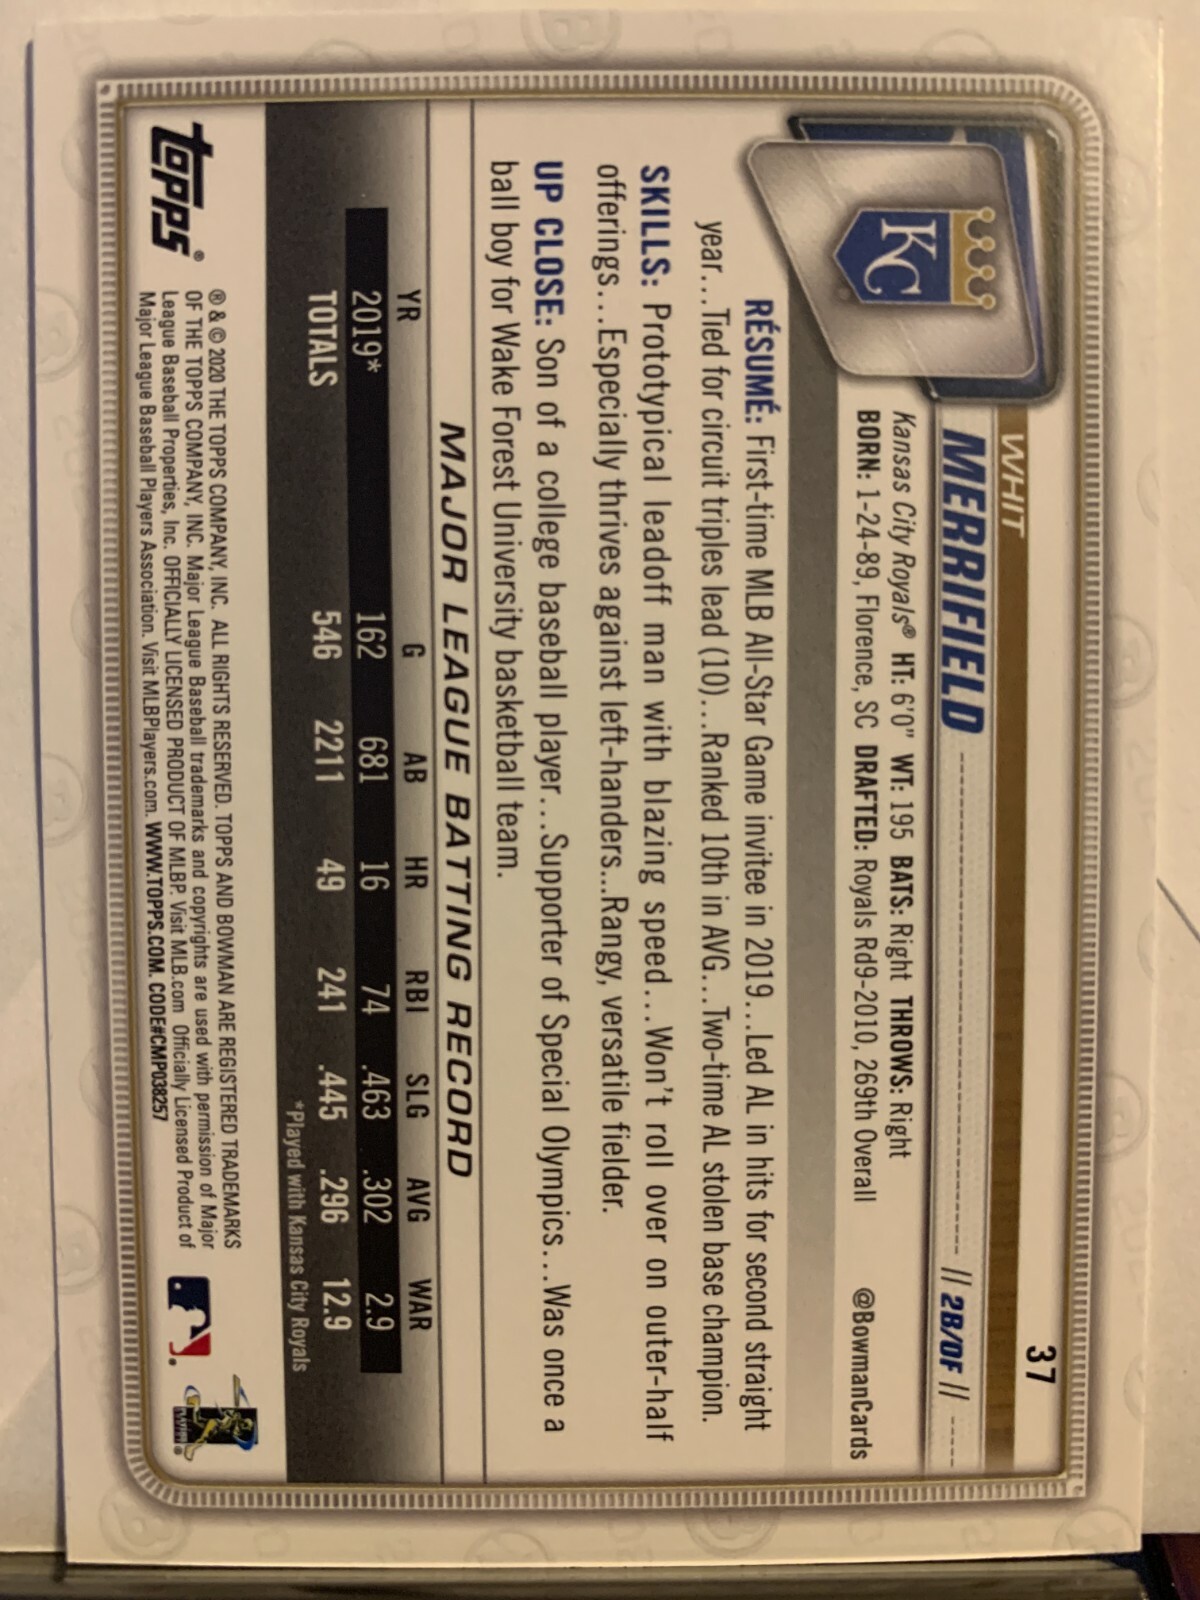 37
WHIT
MERRIFIELD // 2B/OF //
Kansas City Royals® HT: 6'0" WT: 195 BATS: Right THROWS: Right
BORN: 1-24-89, Florence, SC DRAFTED: Royals Rd9-2010, 269th Overall @BowmanCards
KC
RÉSUMÉ: First-time MLB All-Star Game invitee in 2019...Led AL in hits for second straight
year...Tied for circuit triples lead (10)...Ranked 10th in AVG...Two-time AL stolen base champion.
SKILLS: Prototypical leadoff man with blazing speed...Won't roll over on outer-half
offerings...Especially thrives against left-handers...Rangy, versatile fielder.
UP CLOSE: Son of a college baseball player...Supporter of Special Olympics...Was once a
ball boy for Wake Forest University basketball team.
MAJOR LEAGUE BATTING RECORD
YR G AB HR RBI SLG AVG WAR
2019* 162 681 16 74 .463 .302 2.9
TOTALS 546 2211 49 241 .445 .296 12.9
*Played with Kansas City Royals
topps®
® & © 2020 THE TOPPS COMPANY, INC. ALL RIGHTS RESERVED. TOPPS AND BOWMAN ARE REGISTERED TRADEMARKS
OF THE TOPPS COMPANY, INC. Major League Baseball trademarks and copyrights are used with permission of Major
League Baseball Properties, Inc. OFFICIALLY LICENSED PRODUCT OF MLBP. Visit MLB.com Officially Licensed Product of
Major League Baseball Players Association. Visit MLBPlayers.com. WWW.TOPPS.COM. CODE#CMP038257